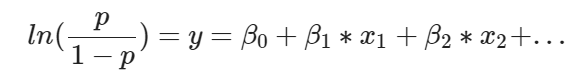 ln(p/(1−p)) = y = β₀ + β₁ ∗ x₁ + β₂ ∗ x₂+…